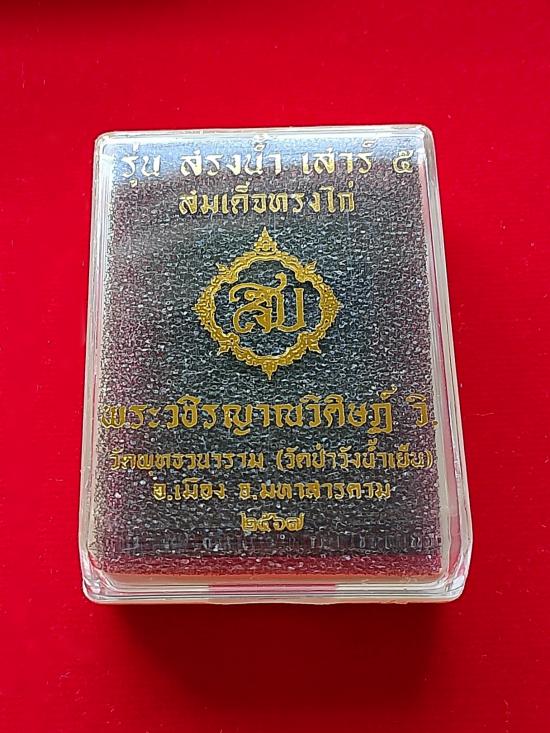 รุ่น สรงน้ำ เสาร์ ๕
สมเด็จทรงไก่
สบ
พระวชิรญาณวิศิษฏ์ วิ.
วัดพุทธวนาราม (วัดป่าวังน้ำเย็น)
อ.เมือง จ.มหาสารคาม
๒๕๖๗